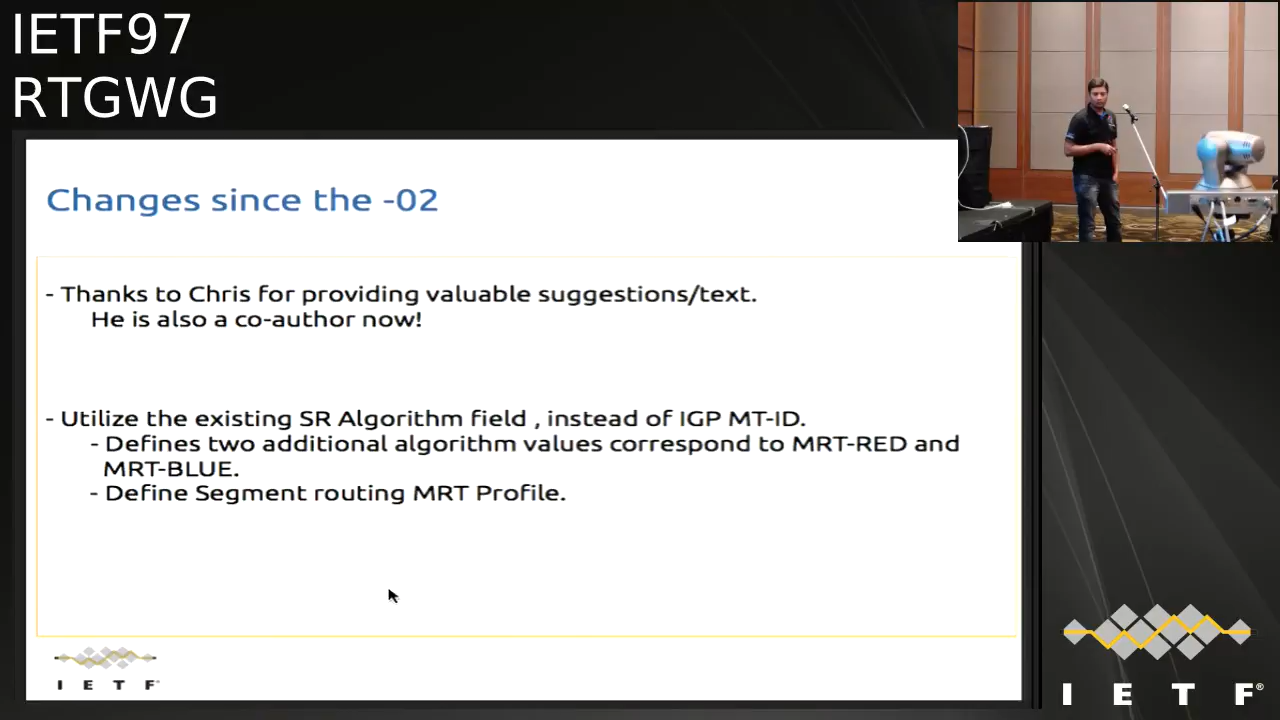 IETF97
RTGWG
Changes since the -02
- Thanks to Chris for providing valuable suggestions/text.
He is also a co-author now!
- Utilize the existing SR Algorithm field , instead of IGP MT-ID.
- Defines two additional algorithm values correspond to MRT-RED and
MRT-BLUE.
- Define Segment routing MRT Profile.
I E T F®
I E T F®